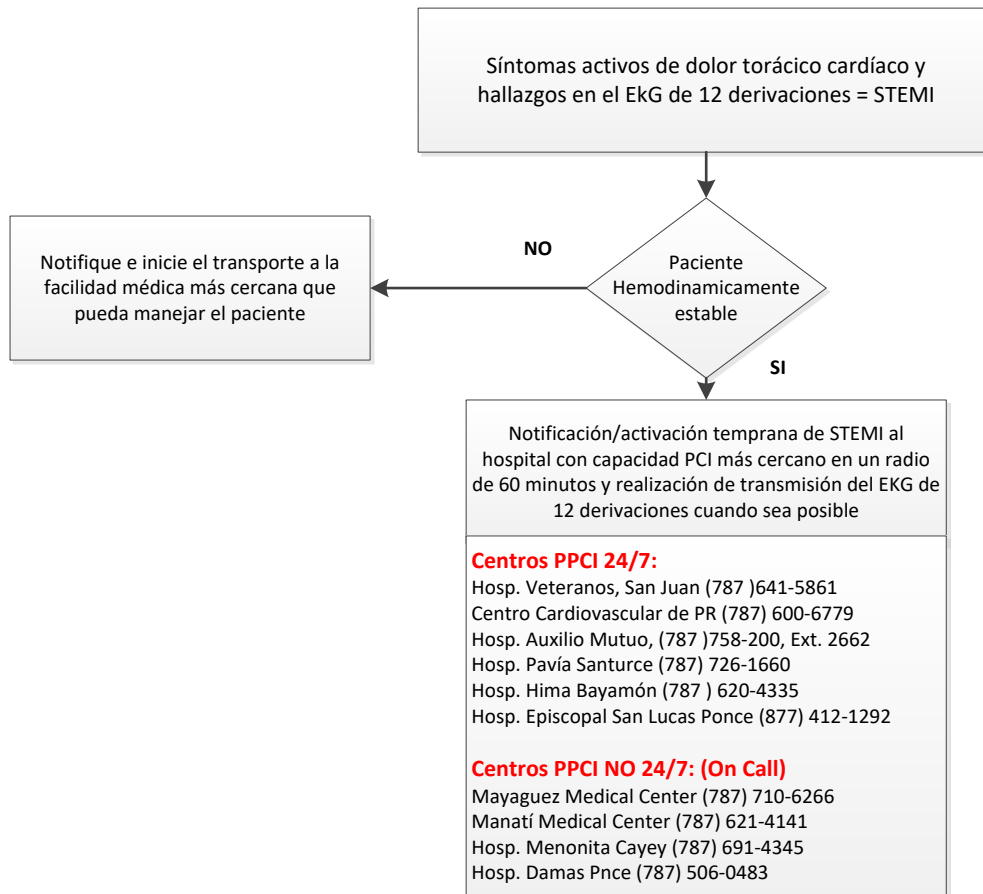 Síntomas activos de dolor torácico cardíaco y
hallazgos en el EkG de 12 derivaciones = STEMI
NO
Notifique e inicie el transporte a la
facilidad médica más cercana que
pueda manejar el paciente
Paciente
Hemodinamicamente
estable
SI
Notificación/activación temprana de STEMI al
hospital con capacidad PCI más cercano en un radio
de 60 minutos y realización de transmisión del EKG de
12 derivaciones cuando sea posible
Centros PPCI 24/7:
Hosp. Veteranos, San Juan (787 )641-5861
Centro Cardiovascular de PR (787) 600-6779
Hosp. Auxilio Mutuo, (787 )758-200, Ext. 2662
Hosp. Pavía Santurce (787) 726-1660
Hosp. Hima Bayamón (787 ) 620-4335
Hosp. Episcopal San Lucas Ponce (877) 412-1292
Centros PPCI NO 24/7: (On Call)
Mayaguez Medical Center (787) 710-6266
Manatí Medical Center (787) 621-4141
Hosp. Menonita Cayey (787) 691-4345
Hosp. Damas Pnce (787) 506-0483